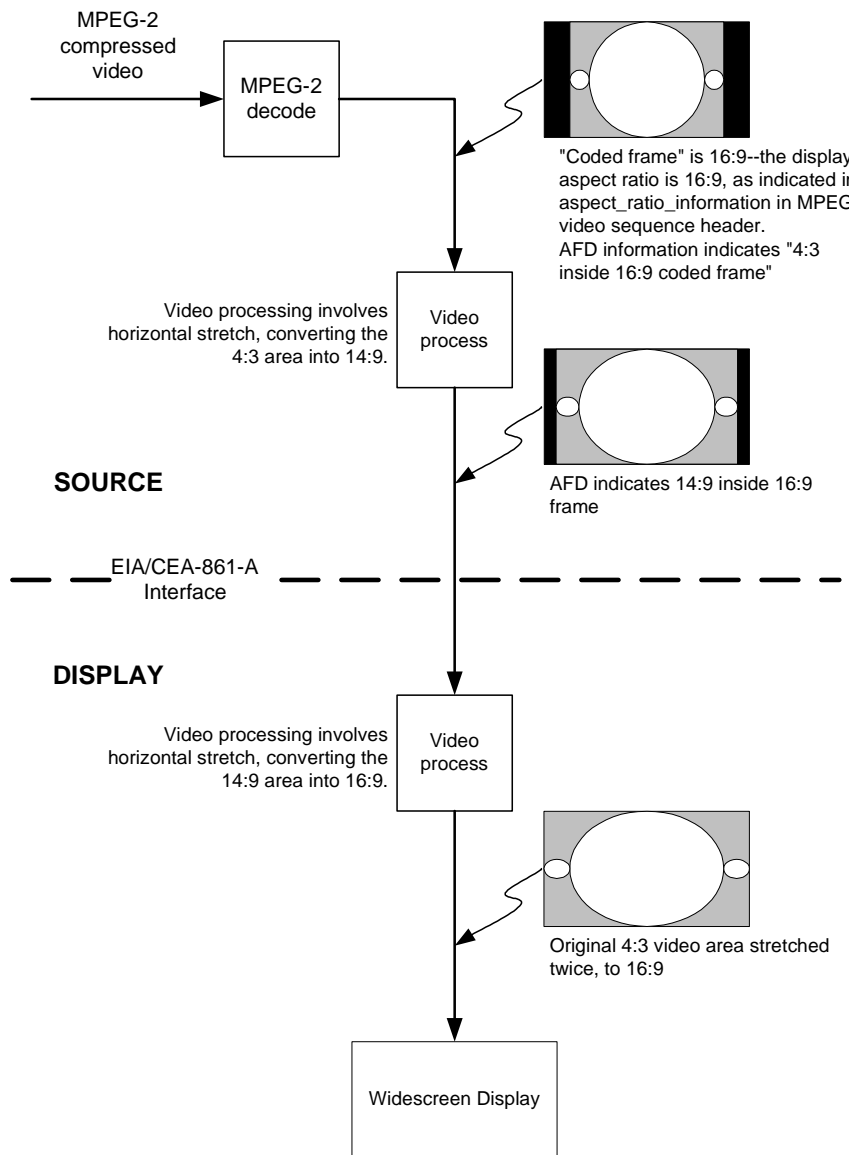 MPEG-2
compressed
video
MPEG-2
decode
"Coded frame" is 16:9--the display
aspect ratio is 16:9, as indicated in
aspect_ratio_information in MPEG
video sequence header.
AFD information indicates "4:3
inside 16:9 coded frame"
Video processing involves
horizontal stretch, converting the
4:3 area into 14:9.
Video
process
AFD indicates 14:9 inside 16:9
frame
SOURCE
EIA/CEA-861-A
Interface
DISPLAY
Video processing involves
horizontal stretch, converting the
14:9 area into 16:9.
Video
process
Original 4:3 video area stretched
twice, to 16:9
Widescreen Display